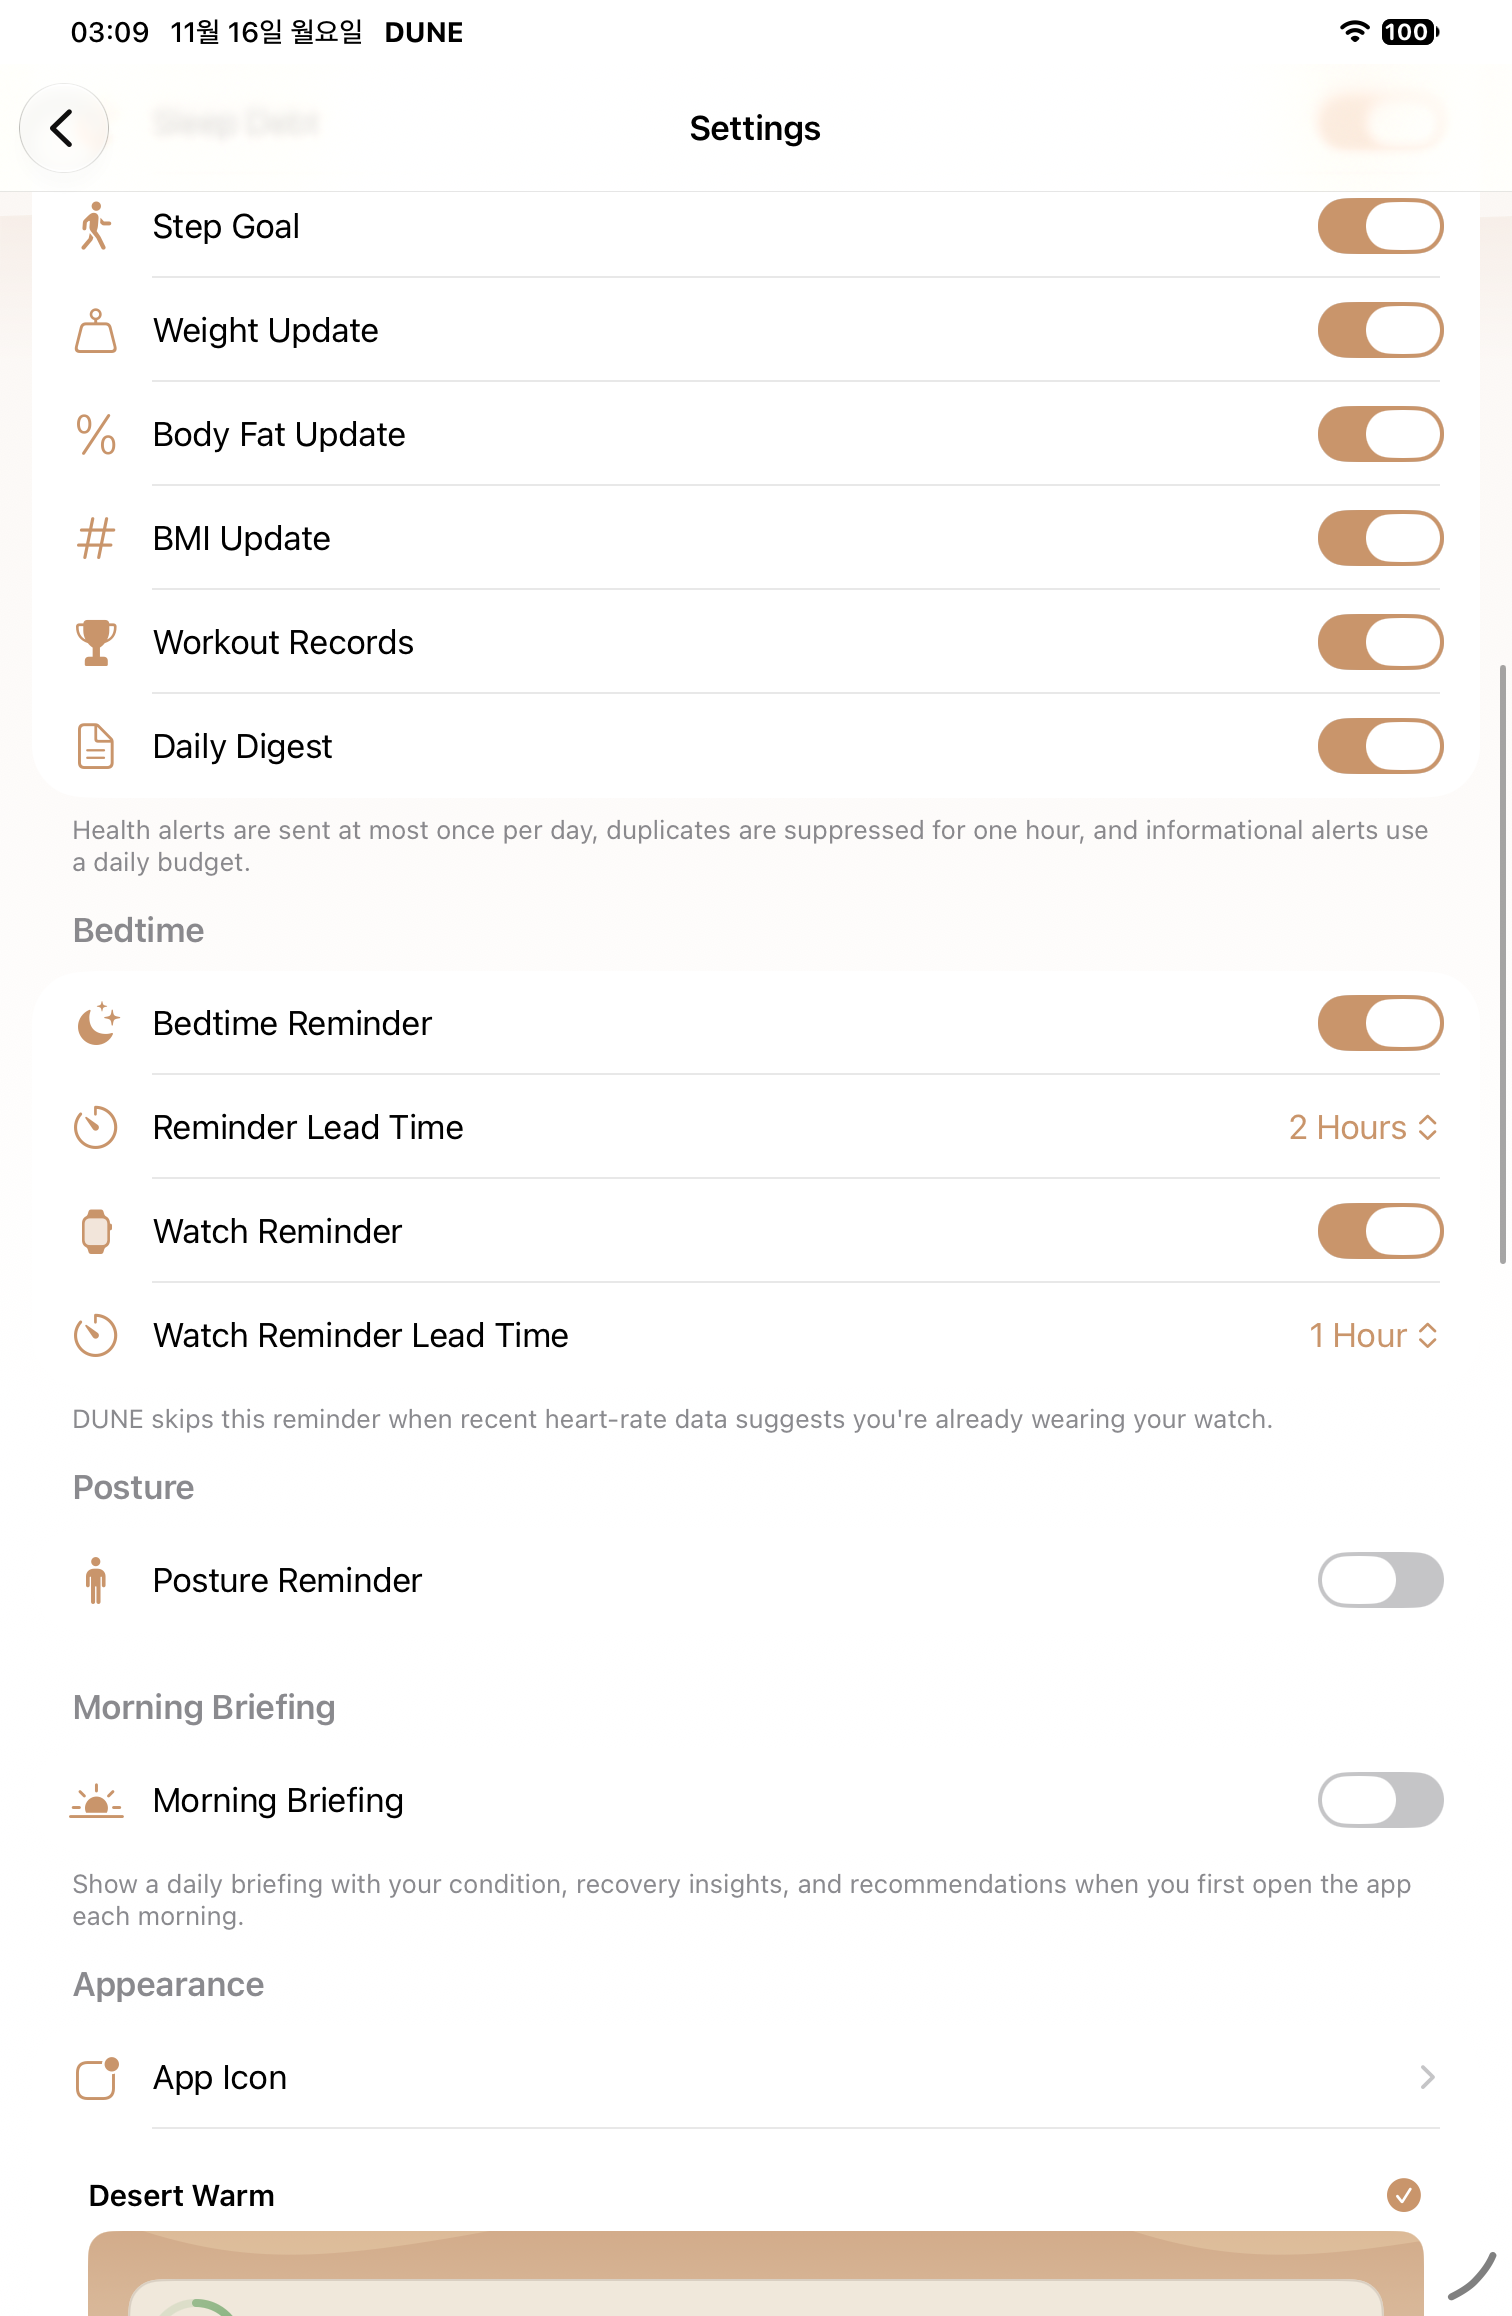 03:09 11월 16일 월요일 DUNE
100
Sleep Debt
Settings
Step Goal
Weight Update
Body Fat Update
BMI Update
Workout Records
Daily Digest
Health alerts are sent at most once per day, duplicates are suppressed for one hour, and informational alerts use
a daily budget.
Bedtime
Bedtime Reminder
Reminder Lead Time
2 Hours
Watch Reminder
Watch Reminder Lead Time
1 Hour
DUNE skips this reminder when recent heart-rate data suggests you're already wearing your watch.
Posture
Posture Reminder
Morning Briefing
Morning Briefing
Show a daily briefing with your condition, recovery insights, and recommendations when you first open the app
each morning.
Appearance
App Icon
Desert Warm